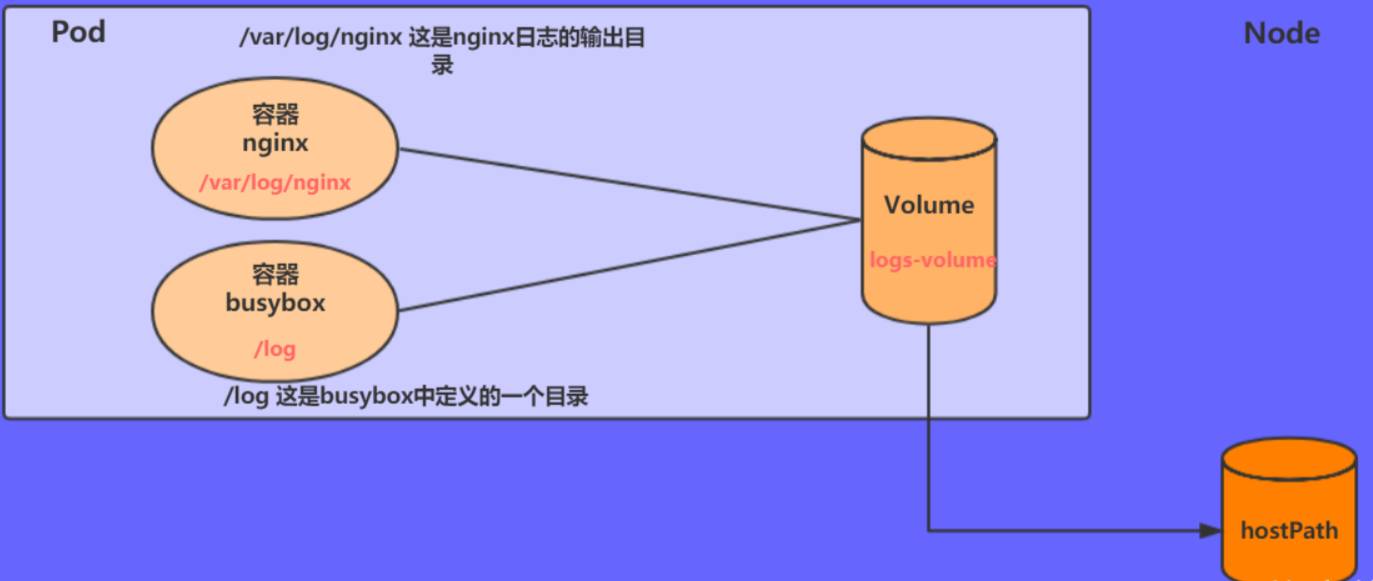 Pod
/var/log/nginx 这是nginx日志的输出目
录
Node
容器
nginx
/var/log/nginx
Volume
logs-volume
容器
busybox
/log
/log 这是busybox中定义的一个目录
hostPath